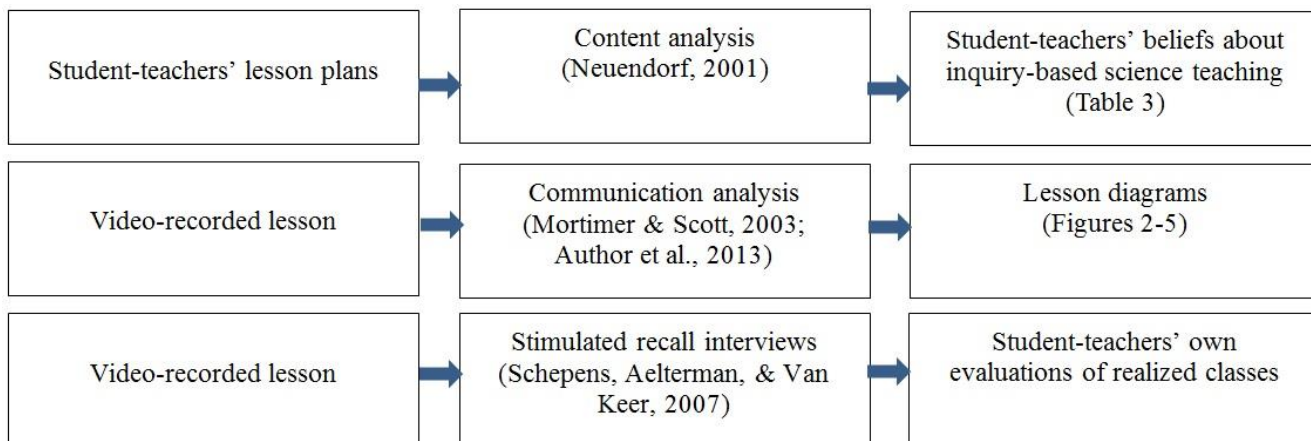 Student-teachers’ lesson plans
Content analysis
(Neuendorf, 2001)
Student-teachers’ beliefs about
inquiry-based science teaching
(Table 3)
Video-recorded lesson
Communication analysis
(Mortimer & Scott, 2003;
Author et al., 2013)
Lesson diagrams
(Figures 2-5)
Video-recorded lesson
Stimulated recall interviews
(Schepens, Aelterman, & Van
Keer, 2007)
Student-teachers’ own
evaluations of realized classes